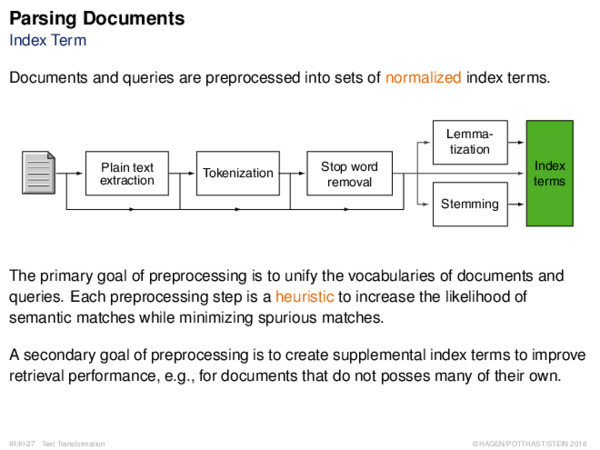 Parsing Documents
Index Term
Documents and queries are preprocessed into sets of normalized index terms.
Plain text
extraction
Tokenization
Stop word
removal
Lemma-
tization
Stemming
Index
terms
The primary goal of preprocessing is to unify the vocabularies of documents and
queries. Each preprocessing step is a heuristic to increase the likelihood of
semantic matches while minimizing spurious matches.
A secondary goal of preprocessing is to create supplemental index terms to improve
retrieval performance, e.g., for documents that do not posses many of their own.
IR:III-27 Text Transformation
©HAGEN/POTTHAST/STEIN 2018